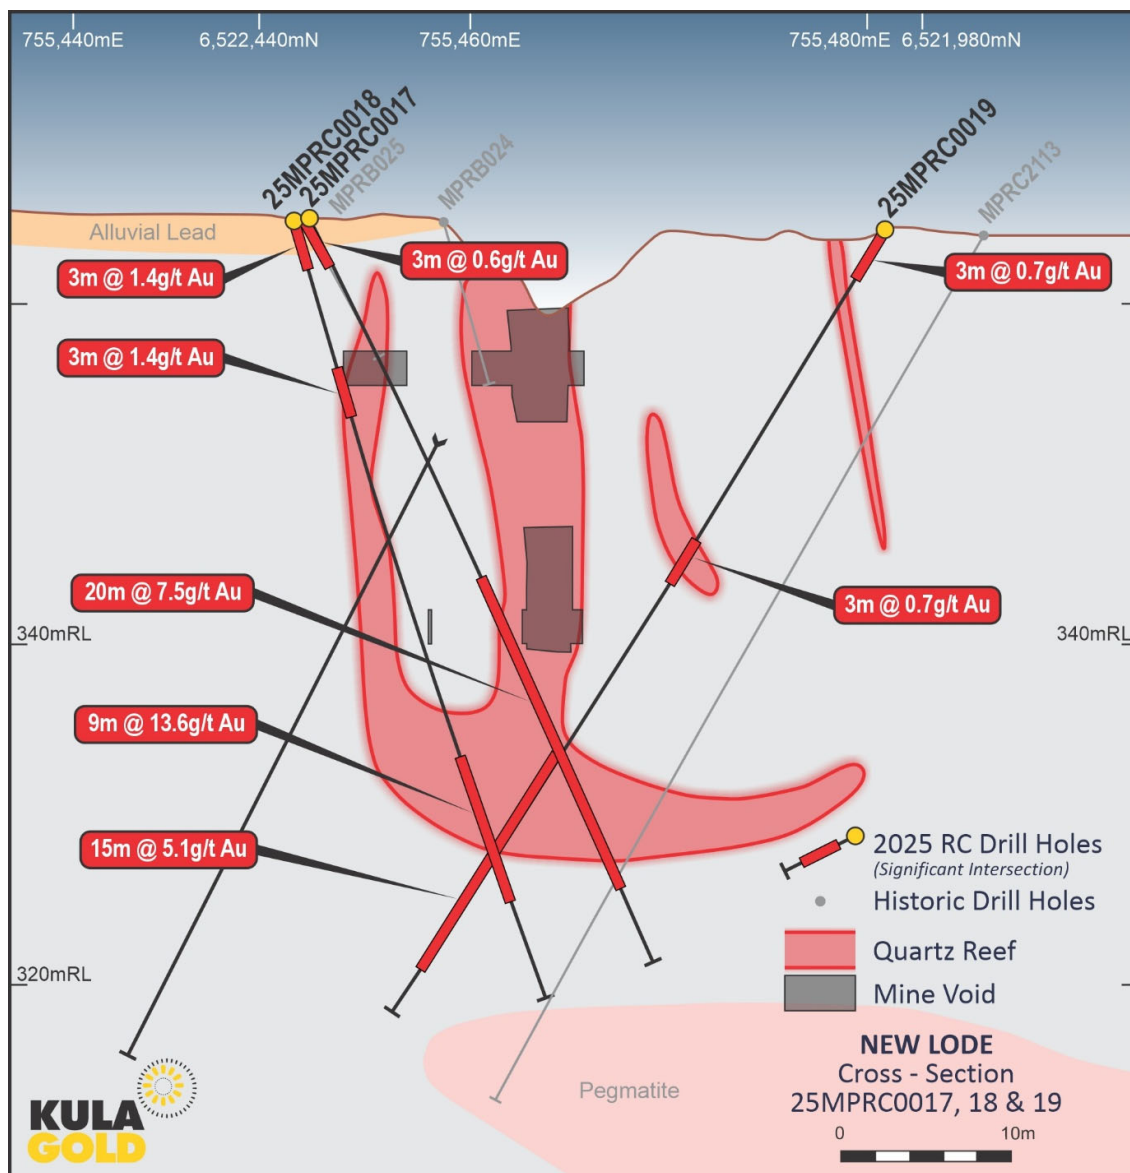 755,440mE
6,522,440mN
755,460mE
755,480mE
6,521,980mN
25MPRC0018
25MPRC0017
MPRB025
MPRB024
25MPRC0019
MPRC2113
Alluvial Lead
3m @ 1.4g/t Au
3m @ 0.6g/t Au
3m @ 0.7g/t Au
3m @ 1.4g/t Au
20m @ 7.5g/t Au
3m @ 0.7g/t Au
340mRL
340mRL
9m @ 13.6g/t Au
15m @ 5.1g/t Au
2025 RC Drill Holes
(Significant Intersection)
Historic Drill Holes
Quartz Reef
320mRL
Mine Void
NEW LODE
Cross - Section
25MPRC0017, 18 & 19
Pegmatite
0 10m
KULA
GOLD